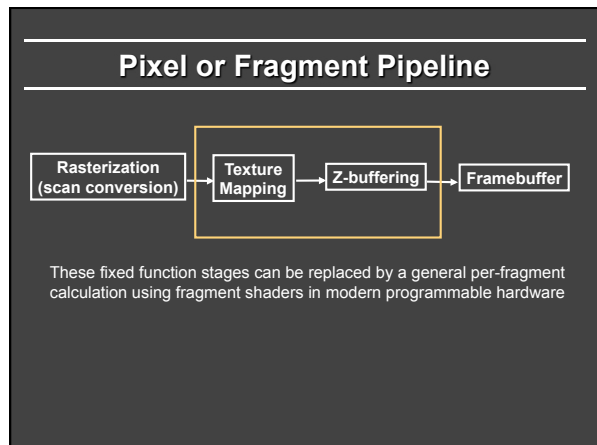 Pixel or Fragment Pipeline
Rasterization
(scan conversion)
Texture
Mapping
Z-buffering
Framebuffer
These fixed function stages can be replaced by a general per-fragment
calculation using fragment shaders in modern programmable hardware